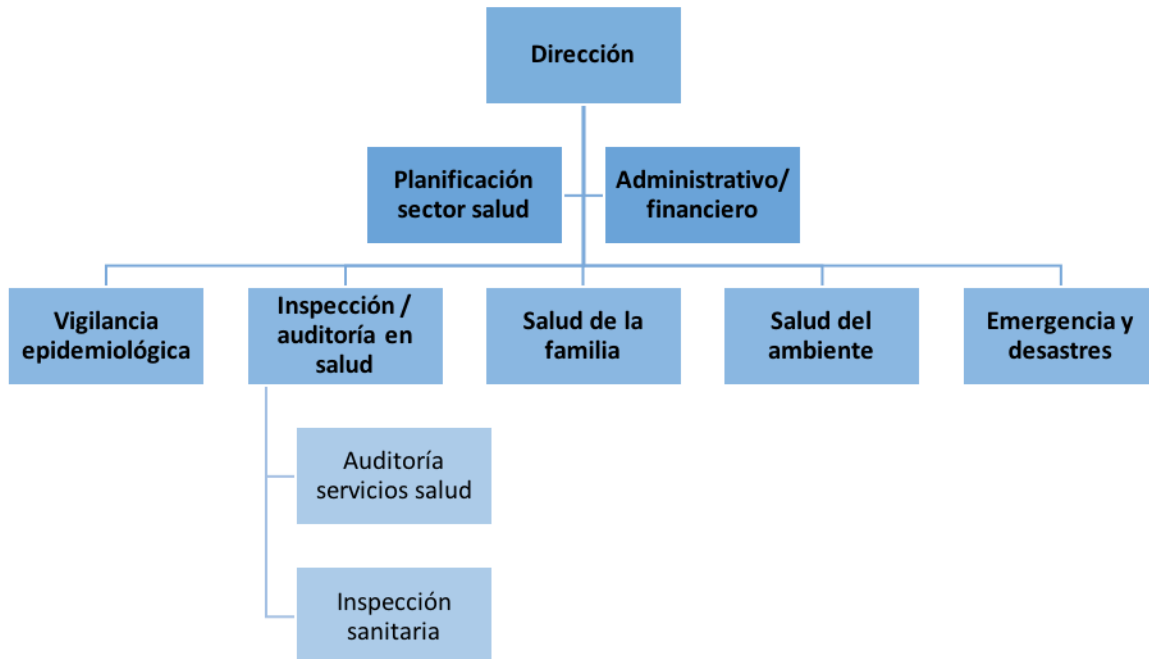 Dirección
Planificación
sector salud
Administrativo/
financiero
Vigilancia
epidemiológica
Inspección /
auditoría en
salud
Salud de la
familia
Salud del
ambiente
Emergencia y
desastres
Auditoría
servicios salud
Inspección
sanitaria